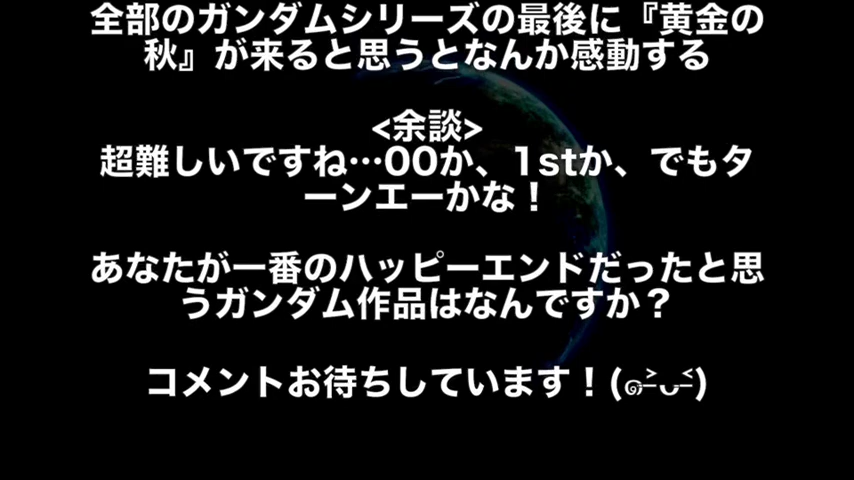 全部のガンダムシリーズの最後に『黄金の
秋』が来ると思うとなんか感動する
<余談>
超難しいですね…00か、1stか、でもタ
ーンエーかな！
あなたが一番のハッピーエンドだったと思
うガンダム作品はなんですか？
コメントお待ちしています！(๑˃̵ᴗ˂̵)